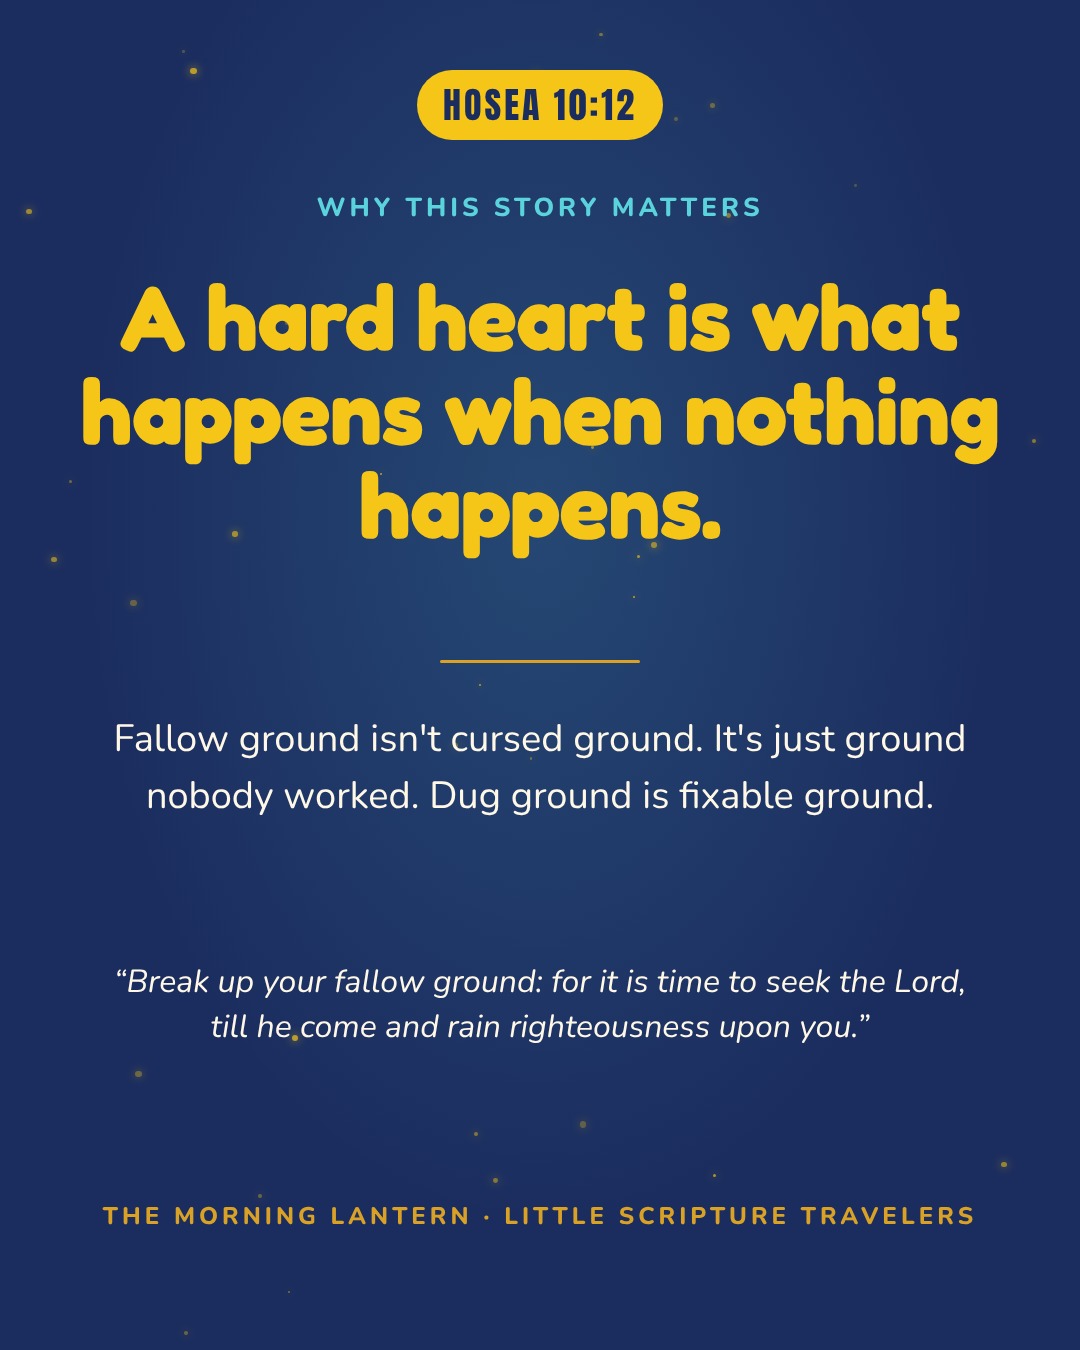 HOSEA 10:12
WHY THIS STORY MATTERS
A hard heart is what
happens when nothing
happens.
Fallow ground isn't cursed ground. It's just ground
nobody worked. Dug ground is fixable ground.
“Break up your fallow ground: for it is time to seek the Lord,
till he come and rain righteousness upon you.”
THE MORNING LANTERN · LITTLE SCRIPTURE TRAVELERS